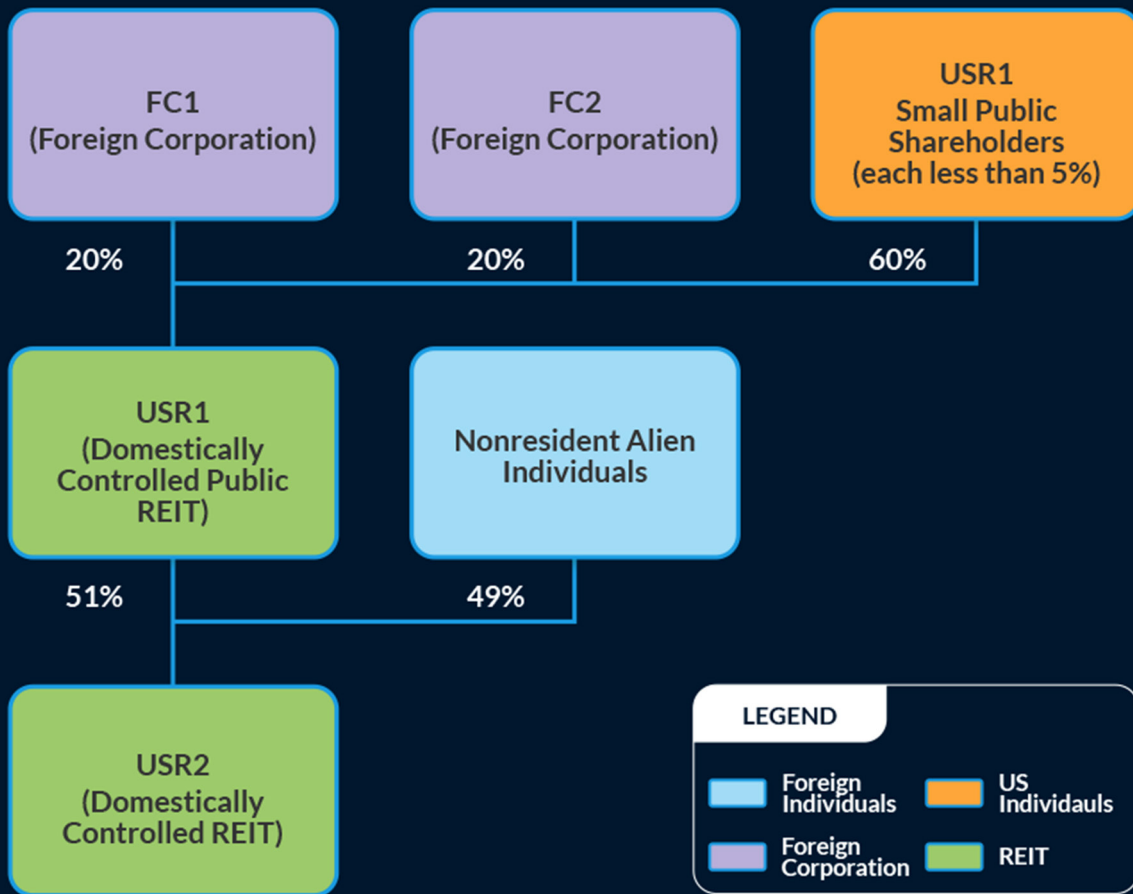 FC1
(Foreign Corporation)
FC2
(Foreign Corporation)
USR1
Small Public
Shareholders
(each less than 5%)
20%
20%
60%
USR1
(Domestically
Controlled Public
REIT)
Nonresident Alien
Individuals
51%
49%
USR2
(Domestically
Controlled REIT)
LEGEND
Foreign
Individuals
US
Individauls
Foreign
Corporation
REIT